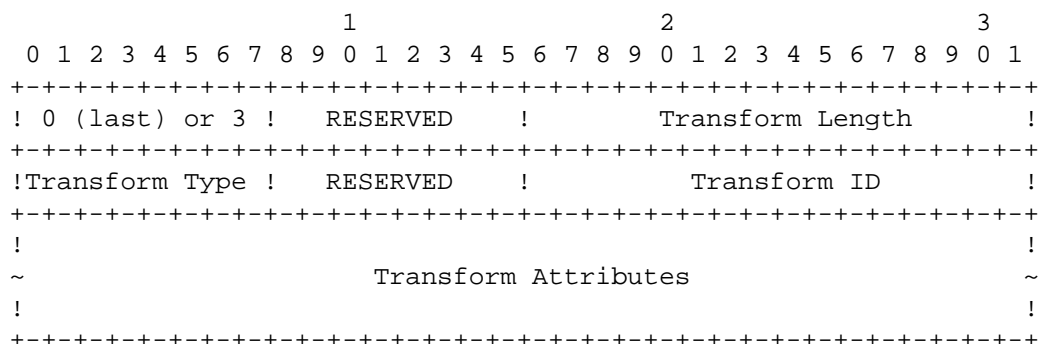 1                   2                   3
 0 1 2 3 4 5 6 7 8 9 0 1 2 3 4 5 6 7 8 9 0 1 2 3 4 5 6 7 8 9 0 1
+-+-+-+-+-+-+-+-+-+-+-+-+-+-+-+-+-+-+-+-+-+-+-+-+-+-+-+-+-+-+-+-+
! 0 (last) or 3 !   RESERVED    !        Transform Length       !
+-+-+-+-+-+-+-+-+-+-+-+-+-+-+-+-+-+-+-+-+-+-+-+-+-+-+-+-+-+-+-+-+
!Transform Type !   RESERVED    !          Transform ID         !
+-+-+-+-+-+-+-+-+-+-+-+-+-+-+-+-+-+-+-+-+-+-+-+-+-+-+-+-+-+-+-+-+
!                                                               !
~                      Transform Attributes                     ~
!                                                               !
+-+-+-+-+-+-+-+-+-+-+-+-+-+-+-+-+-+-+-+-+-+-+-+-+-+-+-+-+-+-+-+-+